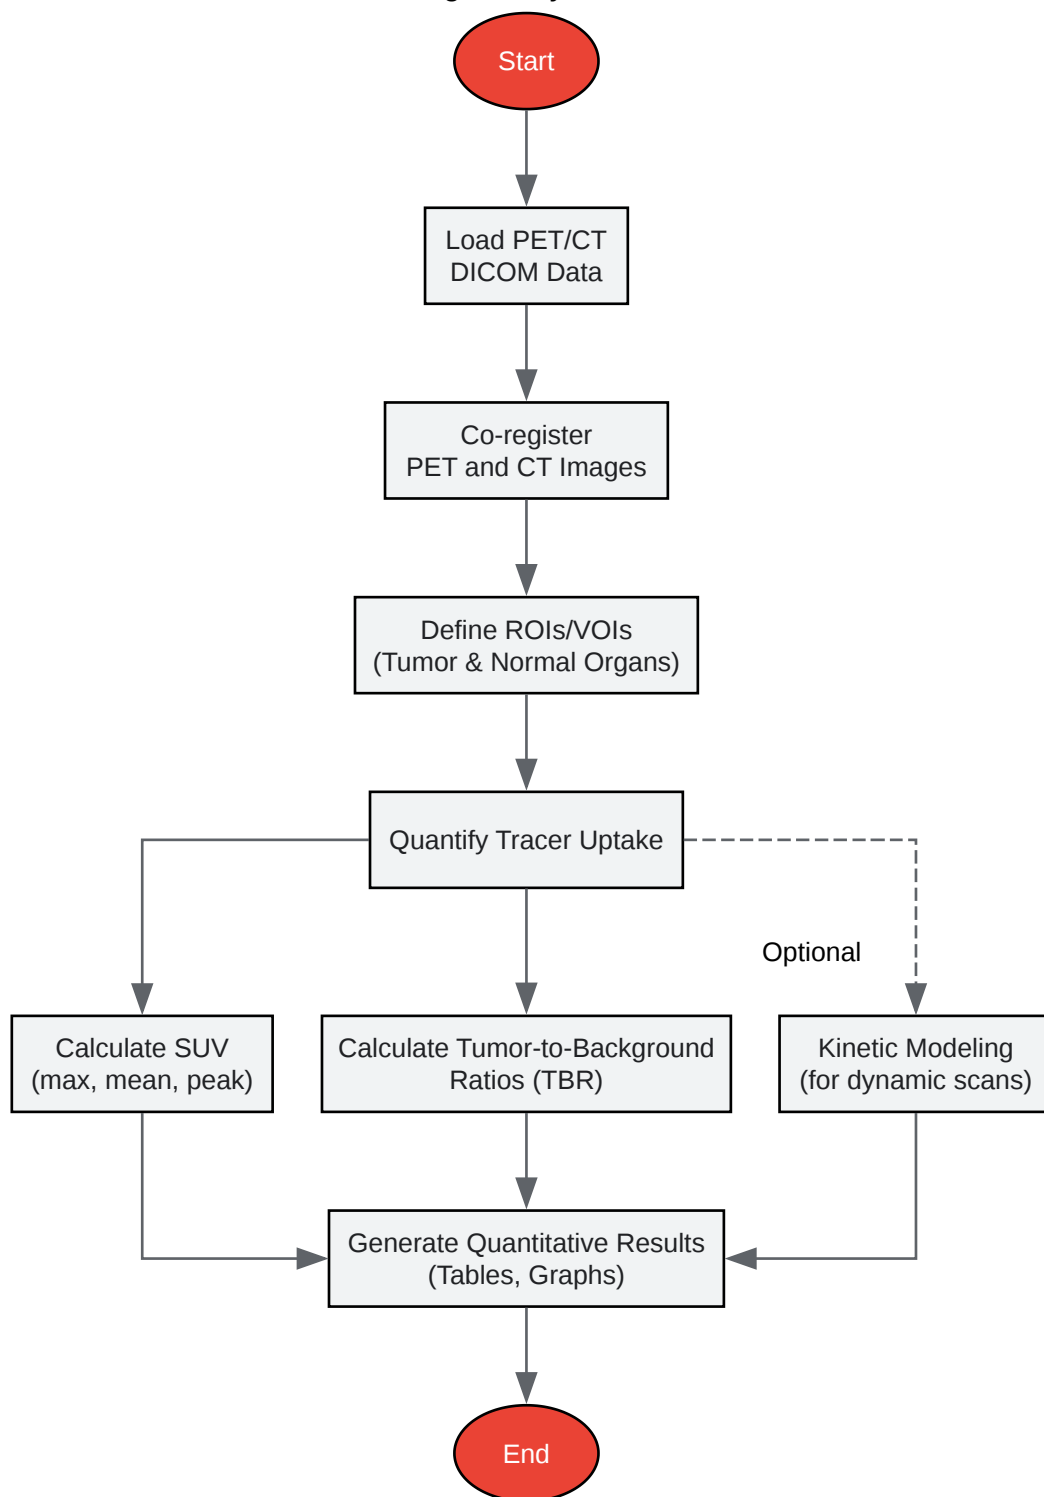 Start
Load PET/CT
DICOM Data
Co-register
PET and CT Images
Define ROIs/VOIs
(Tumor & Normal Organs)
Quantify Tracer Uptake
Optional
Calculate SUV
(max, mean, peak)
Calculate Tumor-to-Background
Ratios (TBR)
Kinetic Modeling
(for dynamic scans)
Generate Quantitative Results
(Tables, Graphs)
End